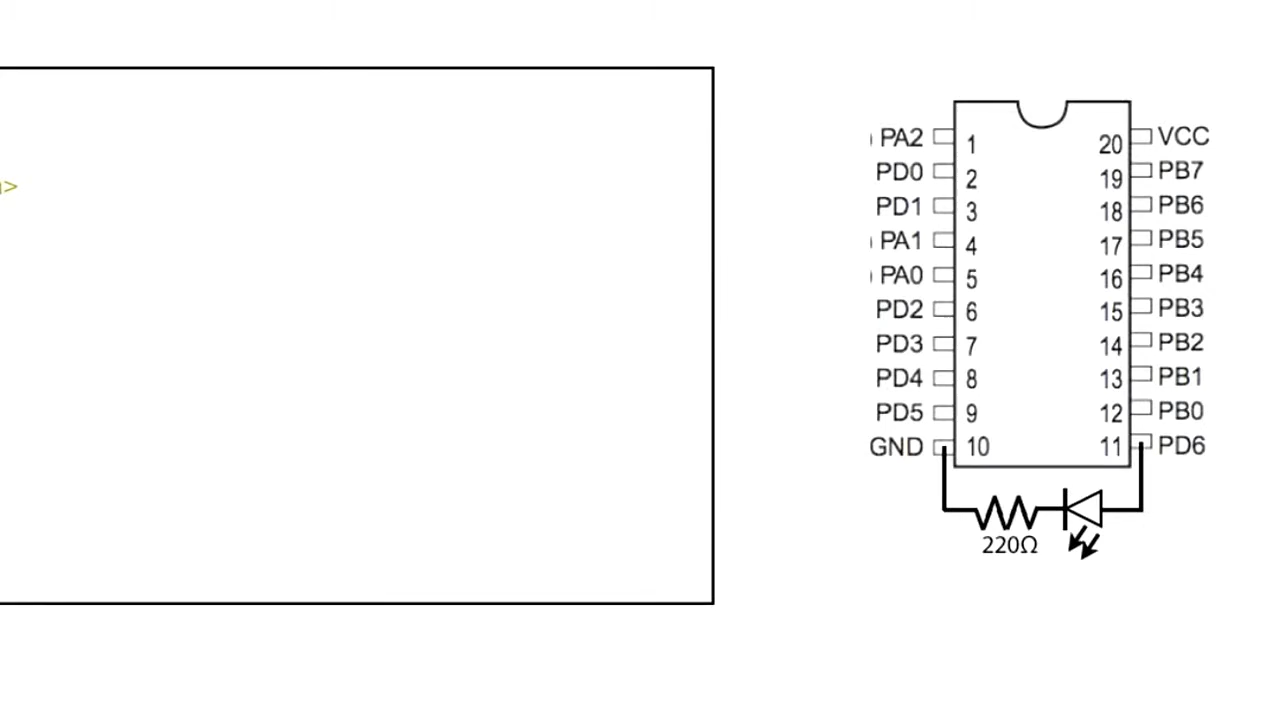 PA2 1 20 VCC
PD0 2 19 PB7
>
PD1 3 18 PB6
PA1 4 17 PB5
PA0 5 16 PB4
PD2 6 15 PB3
PD3 7 14 PB2
PD4 8 13 PB1
PD5 9 12 PB0
GND 10 11 PD6
220Ω